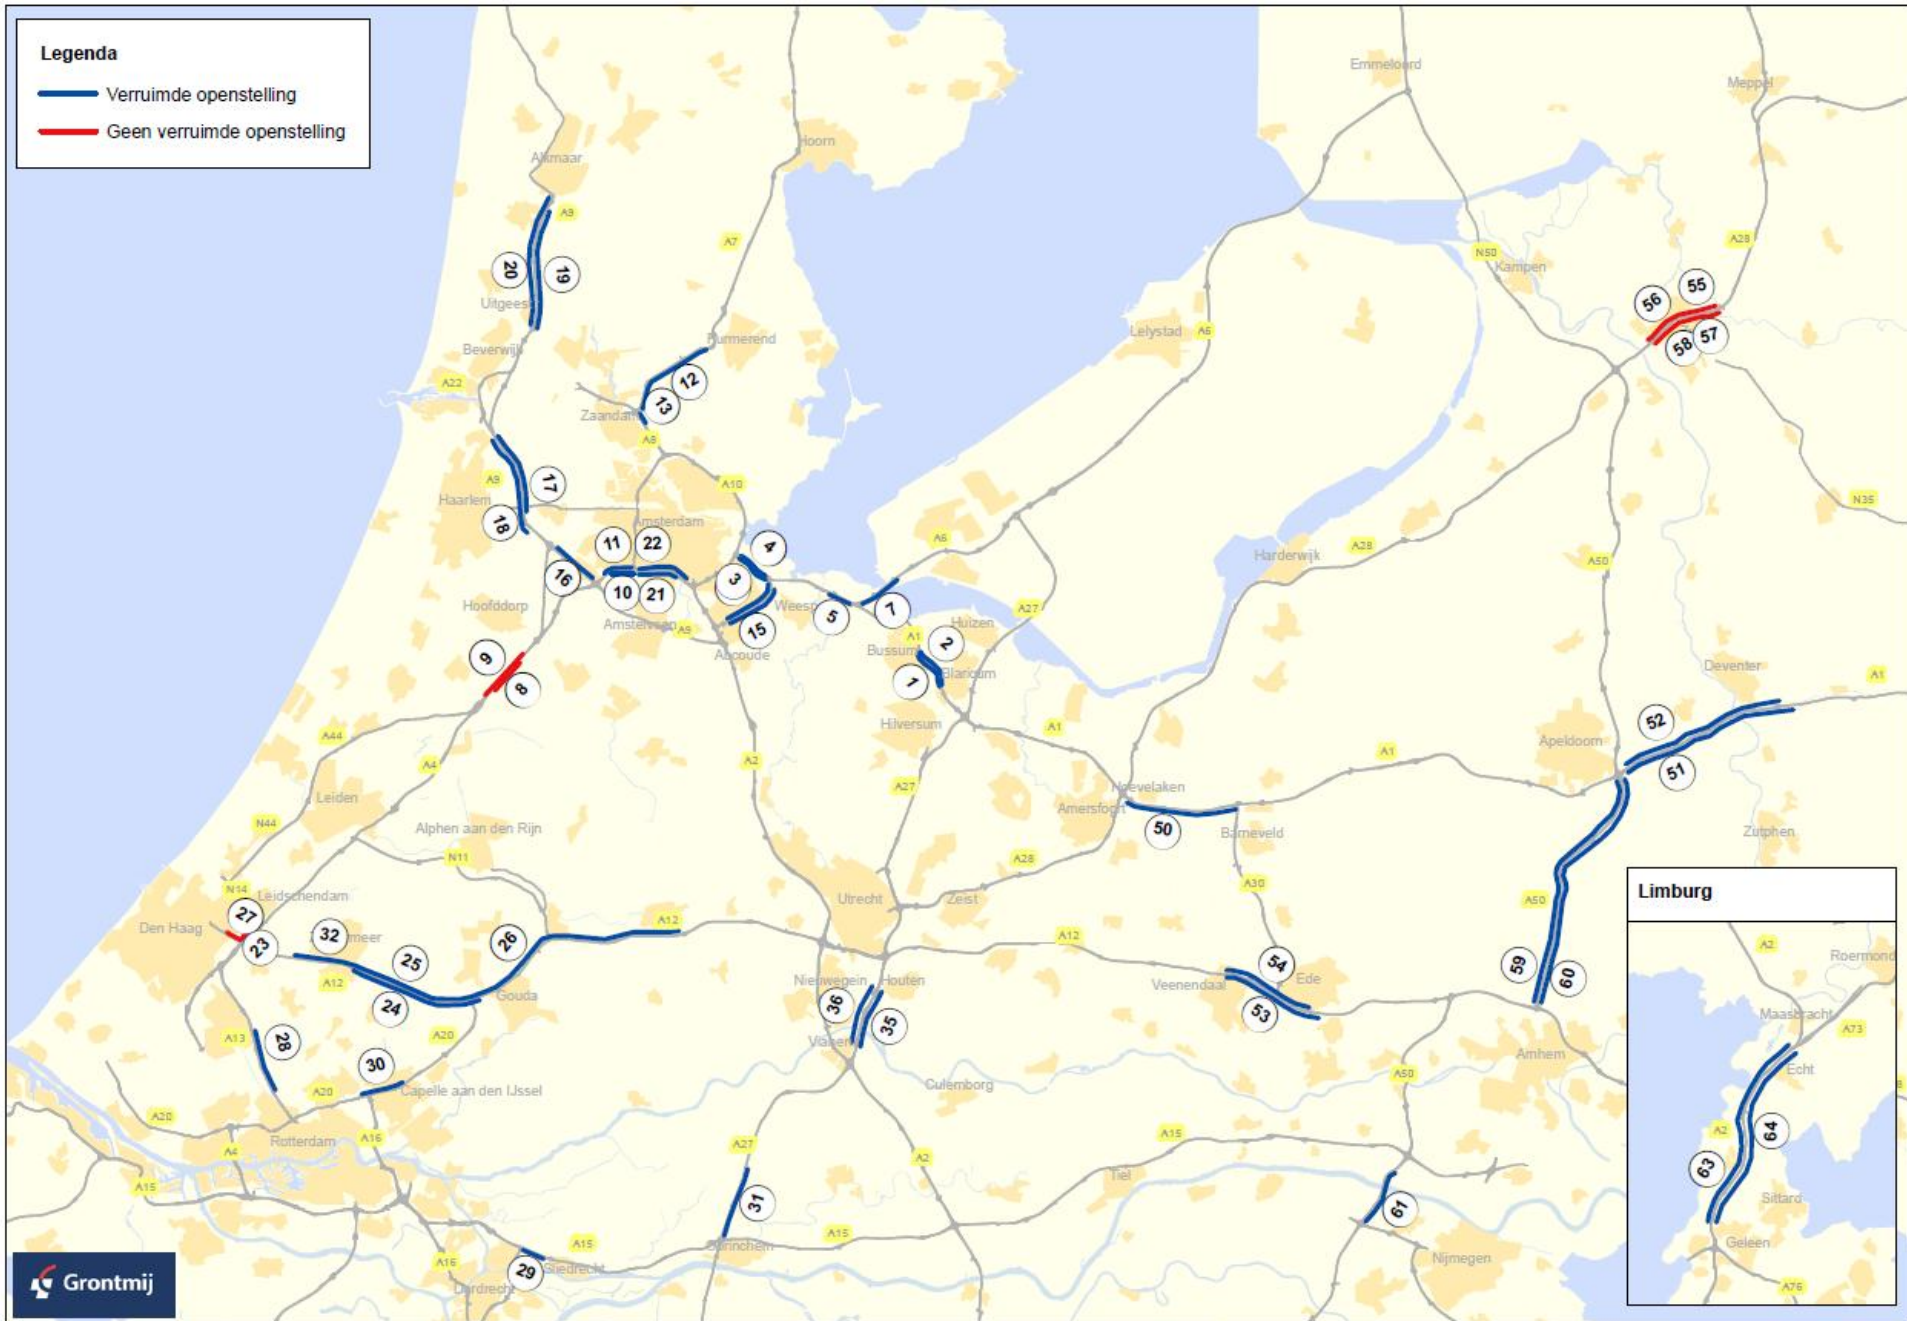 Legenda
Verruimde openstelling
Geen verruimde openstelling
Emmeloord
Meppel
Hoorn
Alkmaar
A9
A7
A28
N50
Kampen
20
19
Uitgeest
56
55
58
57
Lelystad
A6
Purmerend
Beverwijk
A22
12
13
Zaandam
A8
A9
17
Haarlem
18
A10
Amsterdam
N35
11
22
4
A6
Harderwijk
A28
A50
16
10
21
3
Hoofddorp
Weesp
5
7
A27
Amstelveen
A9
15
Abcoude
Huizen
A1
2
Bussum
Blaricum
1
9
8
Deventer
A1
Hilversum
A44
A1
52
Apeldoorn
A1
51
A4
A2
A27
Leiden
Hoevelaken
Amersfoort
N44
Alphen aan den Rijn
50
Barneveld
Zutphen
N11
A28
N14
Leidschendam
Utrecht
Zeist
A30
A50
Limburg
27
Den Haag
23
32
26
A12
A12
A2
Roermond
25
A12
24
Gouda
Nieuwegein
Houten
36
35
Veenendaal
54
Ede
53
59
60
Maasbracht
A73
A13
28
A20
Vianen
Arnhem
Echt
30
A20
Capelle aan den IJssel
Culemborg
A50
A20
Rotterdam
A16
A4
A27
A2
A15
A2
64
63
A15
Tiel
Sittard
31
61
A15
Gorinchem
A15
Nijmegen
Geleen
A16
29
Sliedrecht
Dordrecht
A76
Grontmij